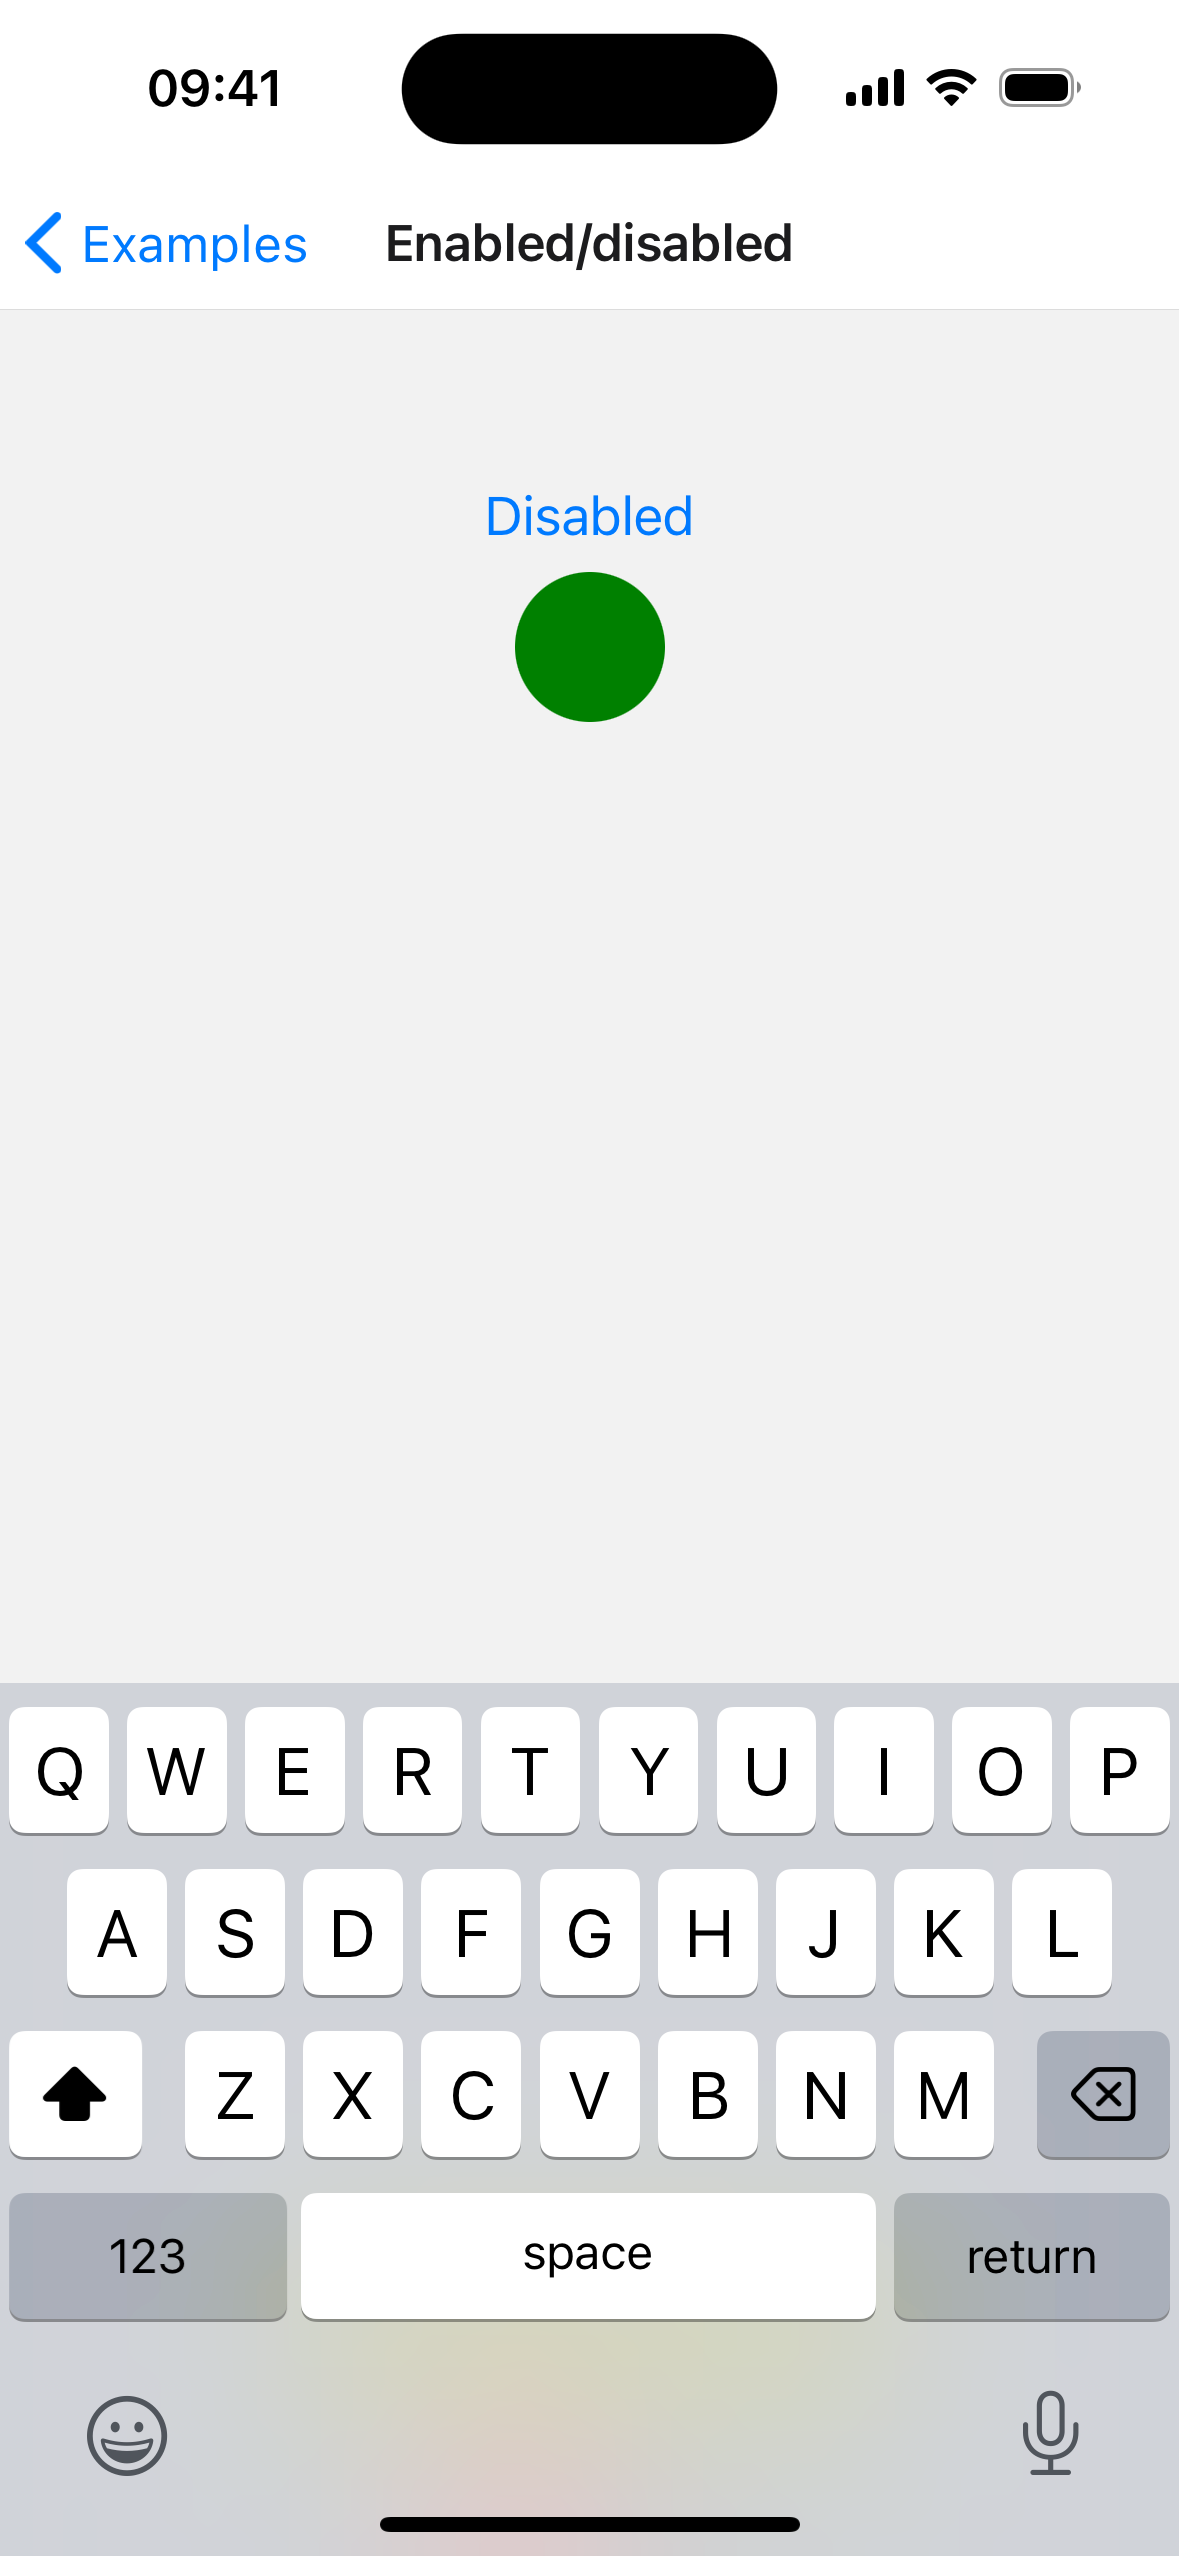 09:41
Examples
Enabled/disabled
Disabled
Q W E R T Y U I O P
A S D F G H J K L
Z X C V B N M
123 space return